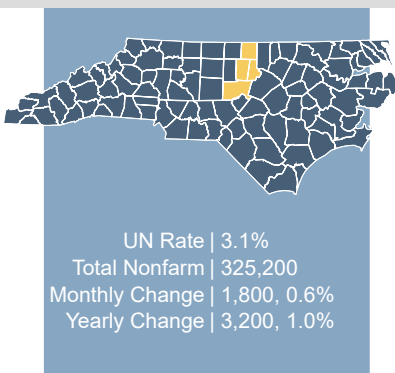 UN Rate | 3.1%
Total Nonfarm | 325,200
Monthly Change | 1,800, 0.6%
Yearly Change | 3,200, 1.0%